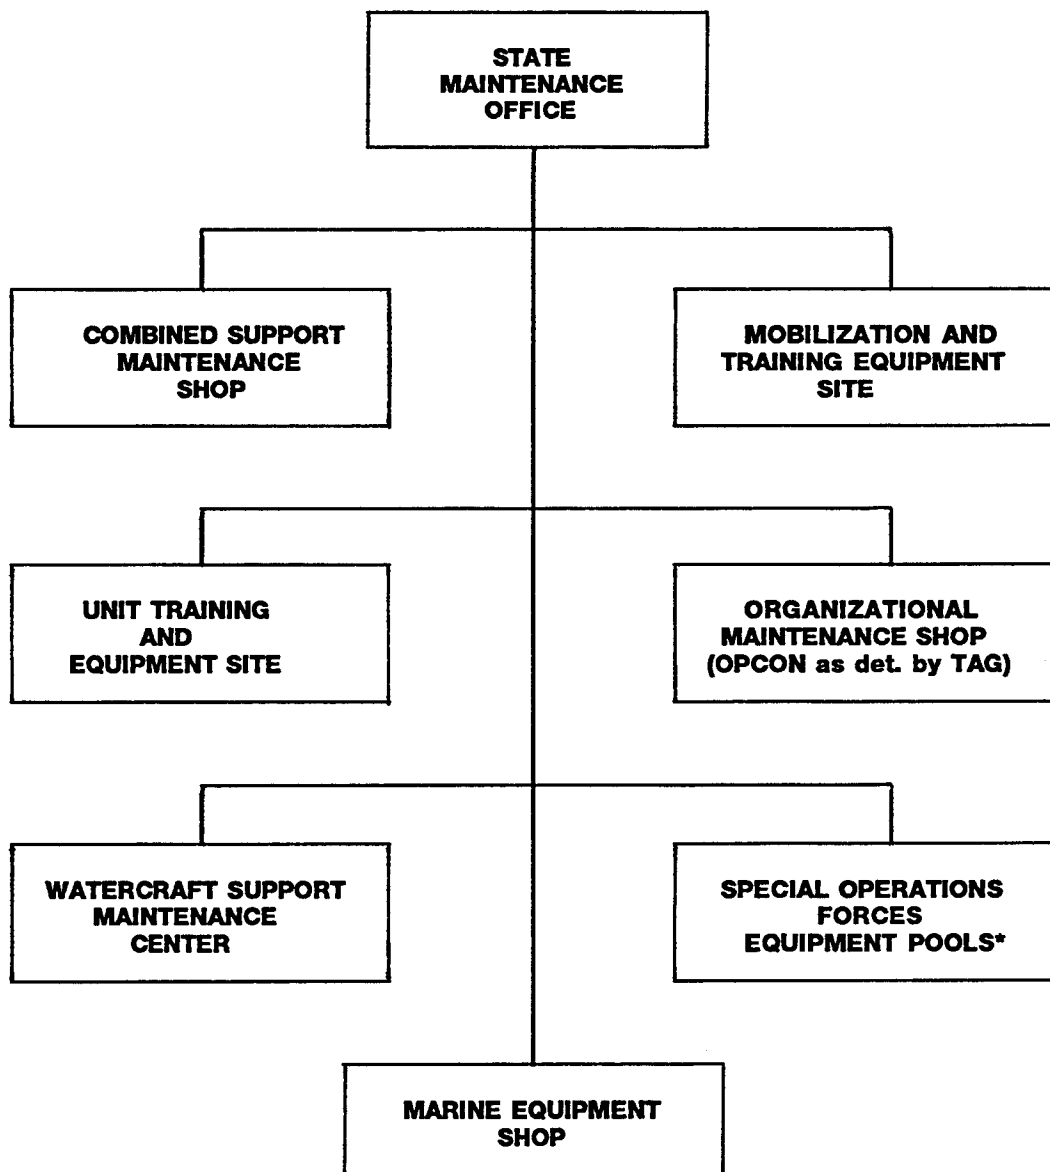 STATE
MAINTENANCE
OFFICE
COMBINED SUPPORT
MAINTENANCE
SHOP
MOBILIZATION AND
TRAINING EQUIPMENT
SITE
UNIT TRAINING
AND
EQUIPMENT SITE
ORGANIZATIONAL
MAINTENANCE SHOP
(OPCON as det. by TAG)
WATERCRAFT SUPPORT
MAINTENANCE
CENTER
SPECIAL OPERATIONS
FORCES
EQUIPMENT POOLS*
MARINE EQUIPMENT
SHOP